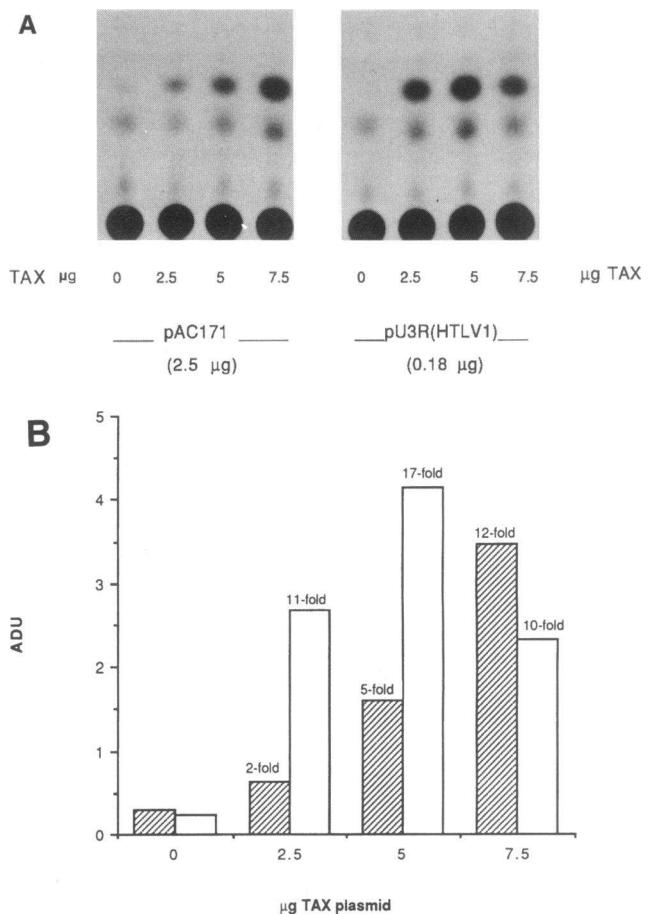 A
TAX μg 0 2.5 5 7.5 0 2.5 5 7.5 μg TAX
pAC171 pU3R(HTLV1)
(2.5 μg) (0.18 μg)
B
5
4
3
2
1
0
ADU
2-fold
11-fold
5-fold
17-fold
12-fold
10-fold
0 2.5 5 7.5
μg TAX plasmid